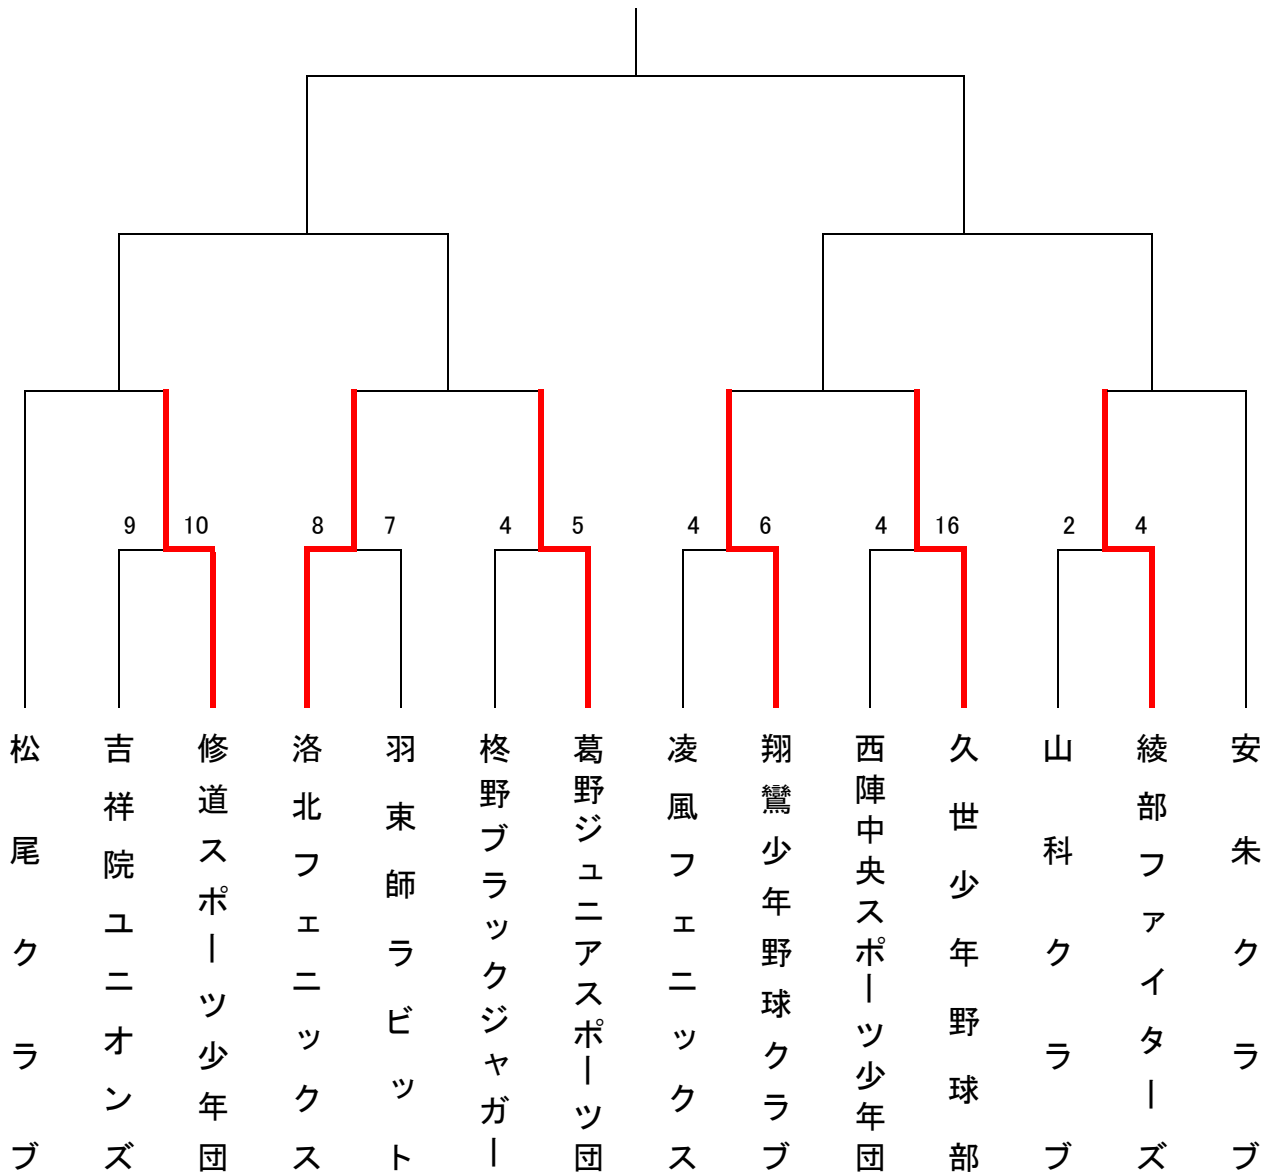 9 10 8 7 4 5 4 6 4 16 2 4
松尾クラブ
吉祥院ユニオンズ
修道スポーツ少年団
洛北フェニックス
羽束師ラビット
柊野ブラックジャガー
葛野ジュニアスポーツ団
凌風フェニックス
翔鸞少年野球クラブ
西陣中央スポーツ少年団
久世少年野球部
山科クラブ
綾部ファイターズ
安朱クラブ